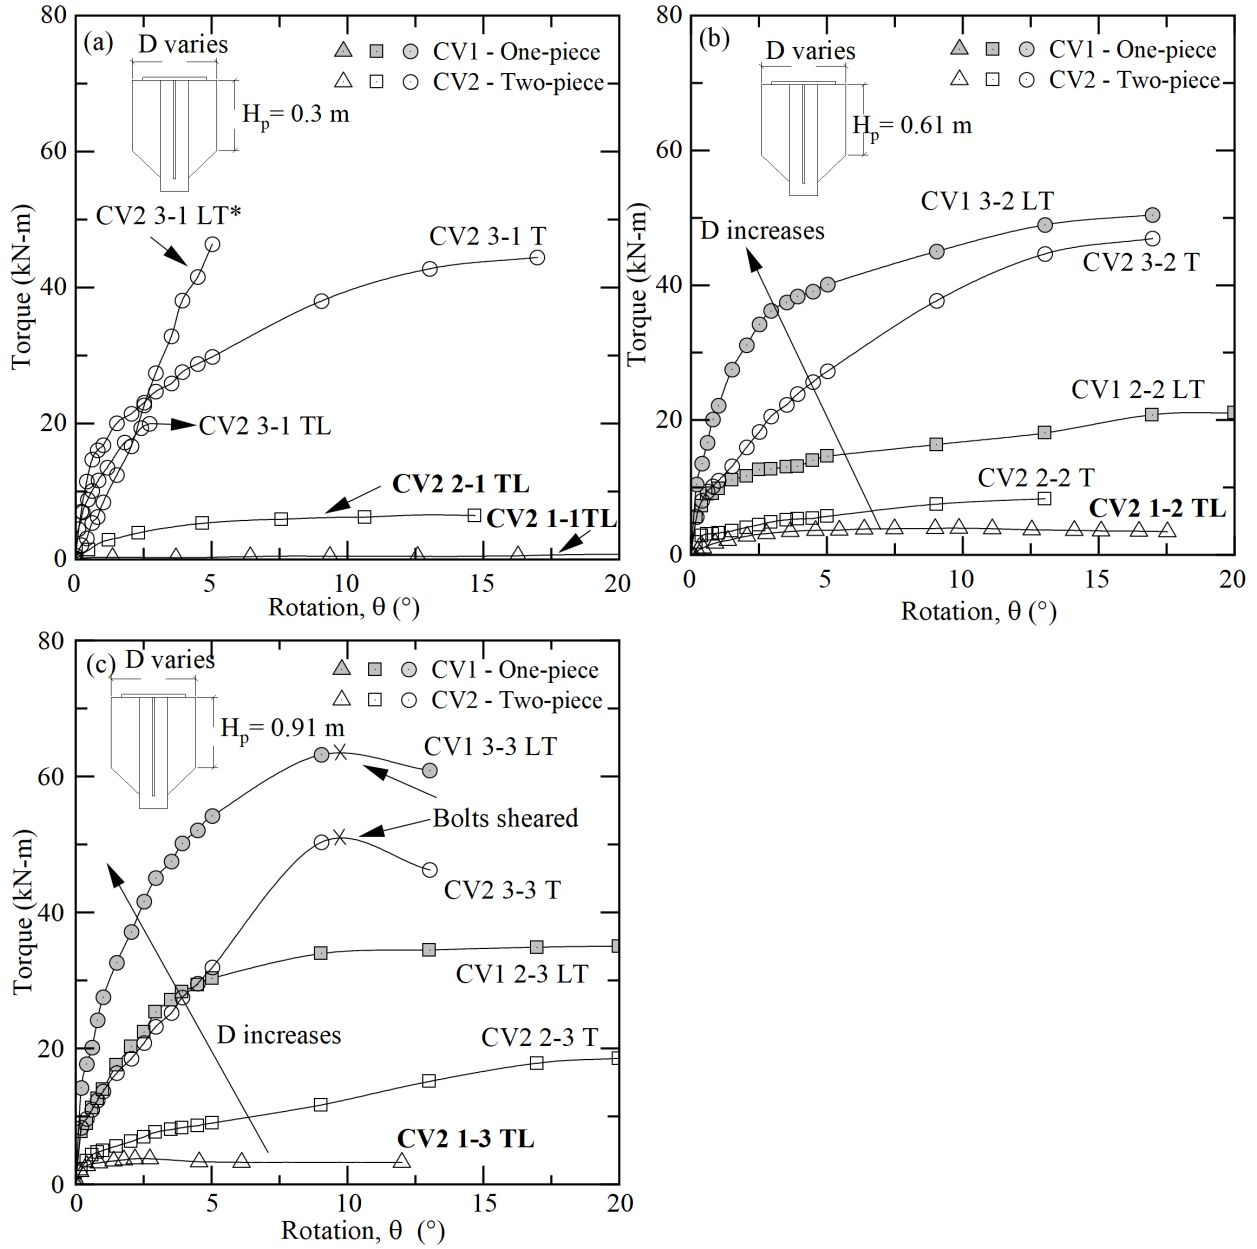 (a)
D varies
CV1 - One-piece
CV2 - Two-piece
Hp= 0.3 m
CV2 3-1 LT*
CV2 3-1 T
CV2 3-1 TL
CV2 2-1 TL
CV2 1-1TL
80
60
40
20
0
Torque (kN-m)
0 5 10 15 20
Rotation, θ (°)
(b)
D varies
CV1 - One-piece
CV2 - Two-piece
Hp= 0.61 m
CV1 3-2 LT
D increases
CV2 3-2 T
CV1 2-2 LT
CV2 2-2 T
CV2 1-2 TL
80
60
40
20
0
Torque (kN-m)
0 5 10 15 20
Rotation, θ (°)
(c)
D varies
CV1 - One-piece
CV2 - Two-piece
Hp= 0.91 m
CV1 3-3 LT
Bolts sheared
CV2 3-3 T
CV1 2-3 LT
D increases
CV2 2-3 T
CV2 1-3 TL
80
60
40
20
0
Torque (kN-m)
0 5 10 15 20
Rotation, θ (°)